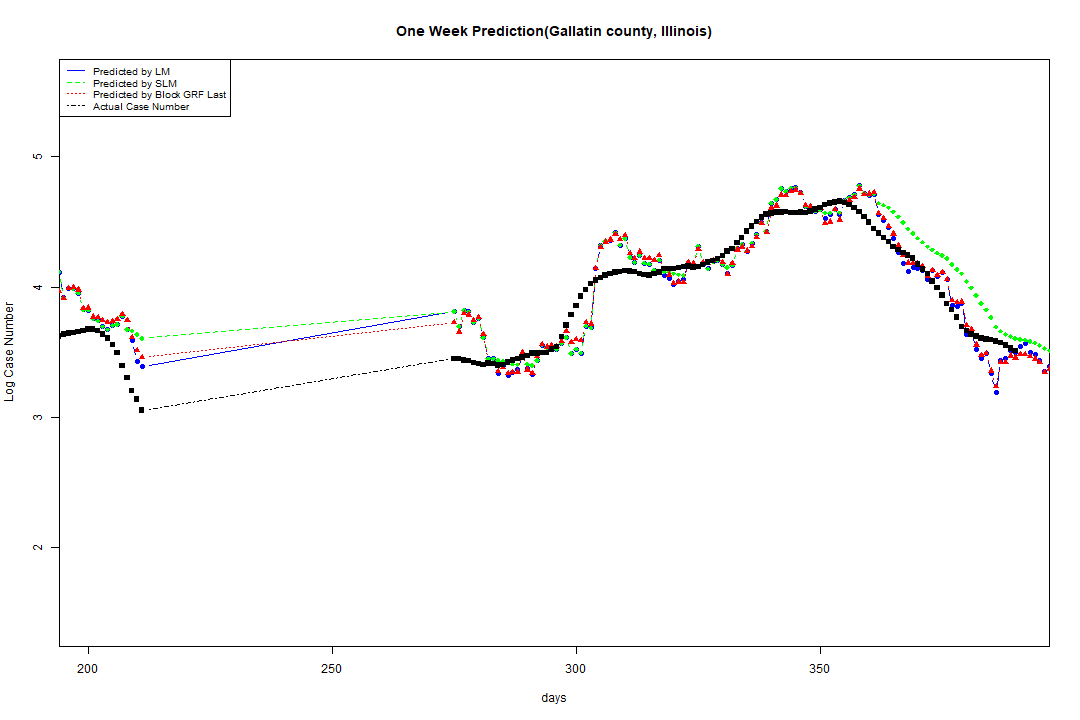 One Week Prediction(Gallatin county, Illinois)
Predicted by LM
Predicted by SLM
Predicted by Block GRF Last
Actual Case Number
Log Case Number
5
4
3
2
200 250 300 350
days